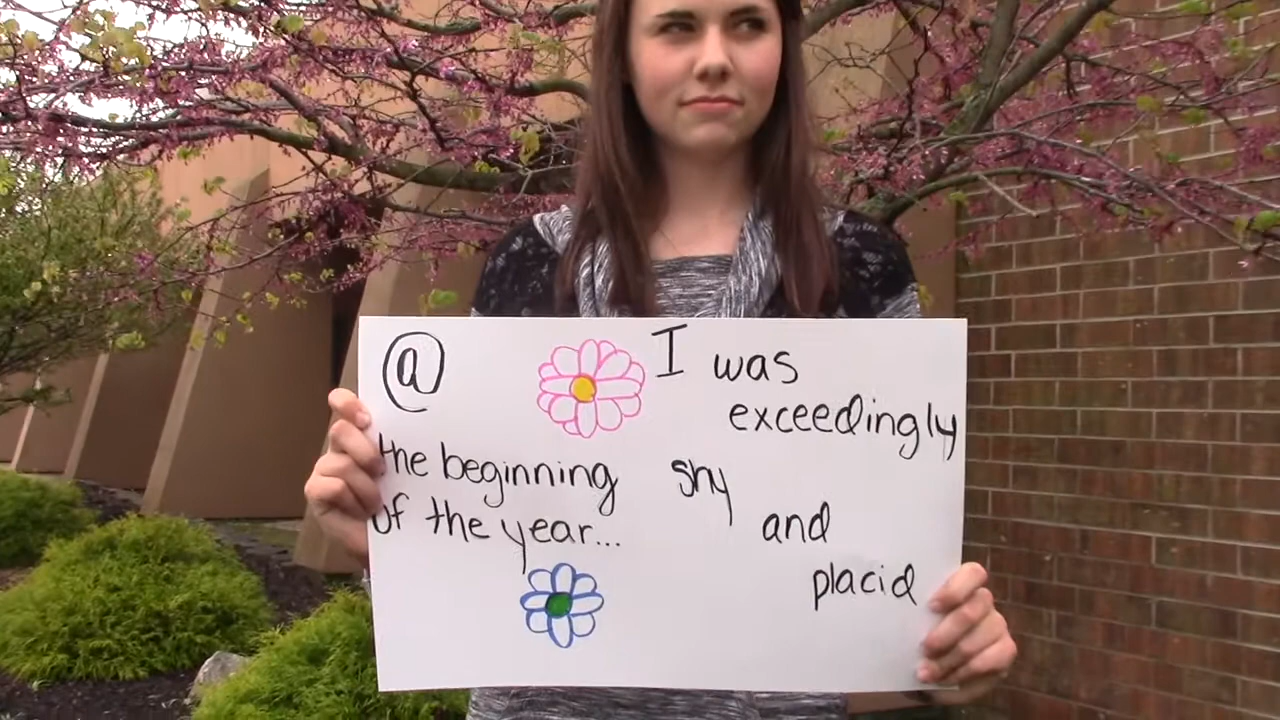 @
the beginning
of the year...
I was
exceedingly
shy
and
placid